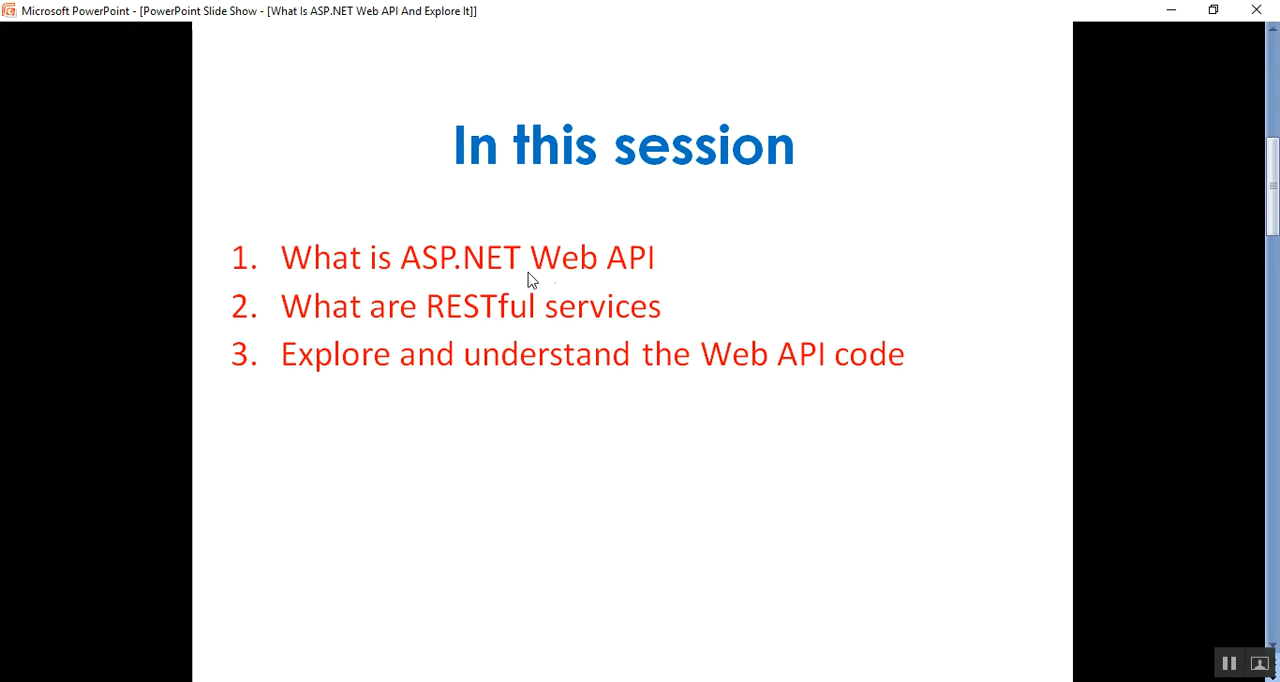 Microsoft PowerPoint - [PowerPoint Slide Show - [What Is ASP.NET Web API And Explore It]]
In this session
1. What is ASP.NET Web API
2. What are RESTful services
3. Explore and understand the Web API code